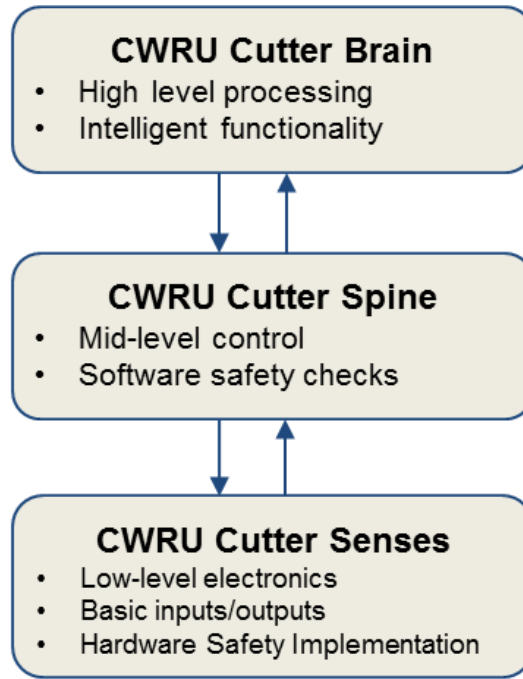 CWRU Cutter Brain
• High level processing
• Intelligent functionality
CWRU Cutter Spine
• Mid-level control
• Software safety checks
CWRU Cutter Senses
• Low-level electronics
• Basic inputs/outputs
• Hardware Safety Implementation